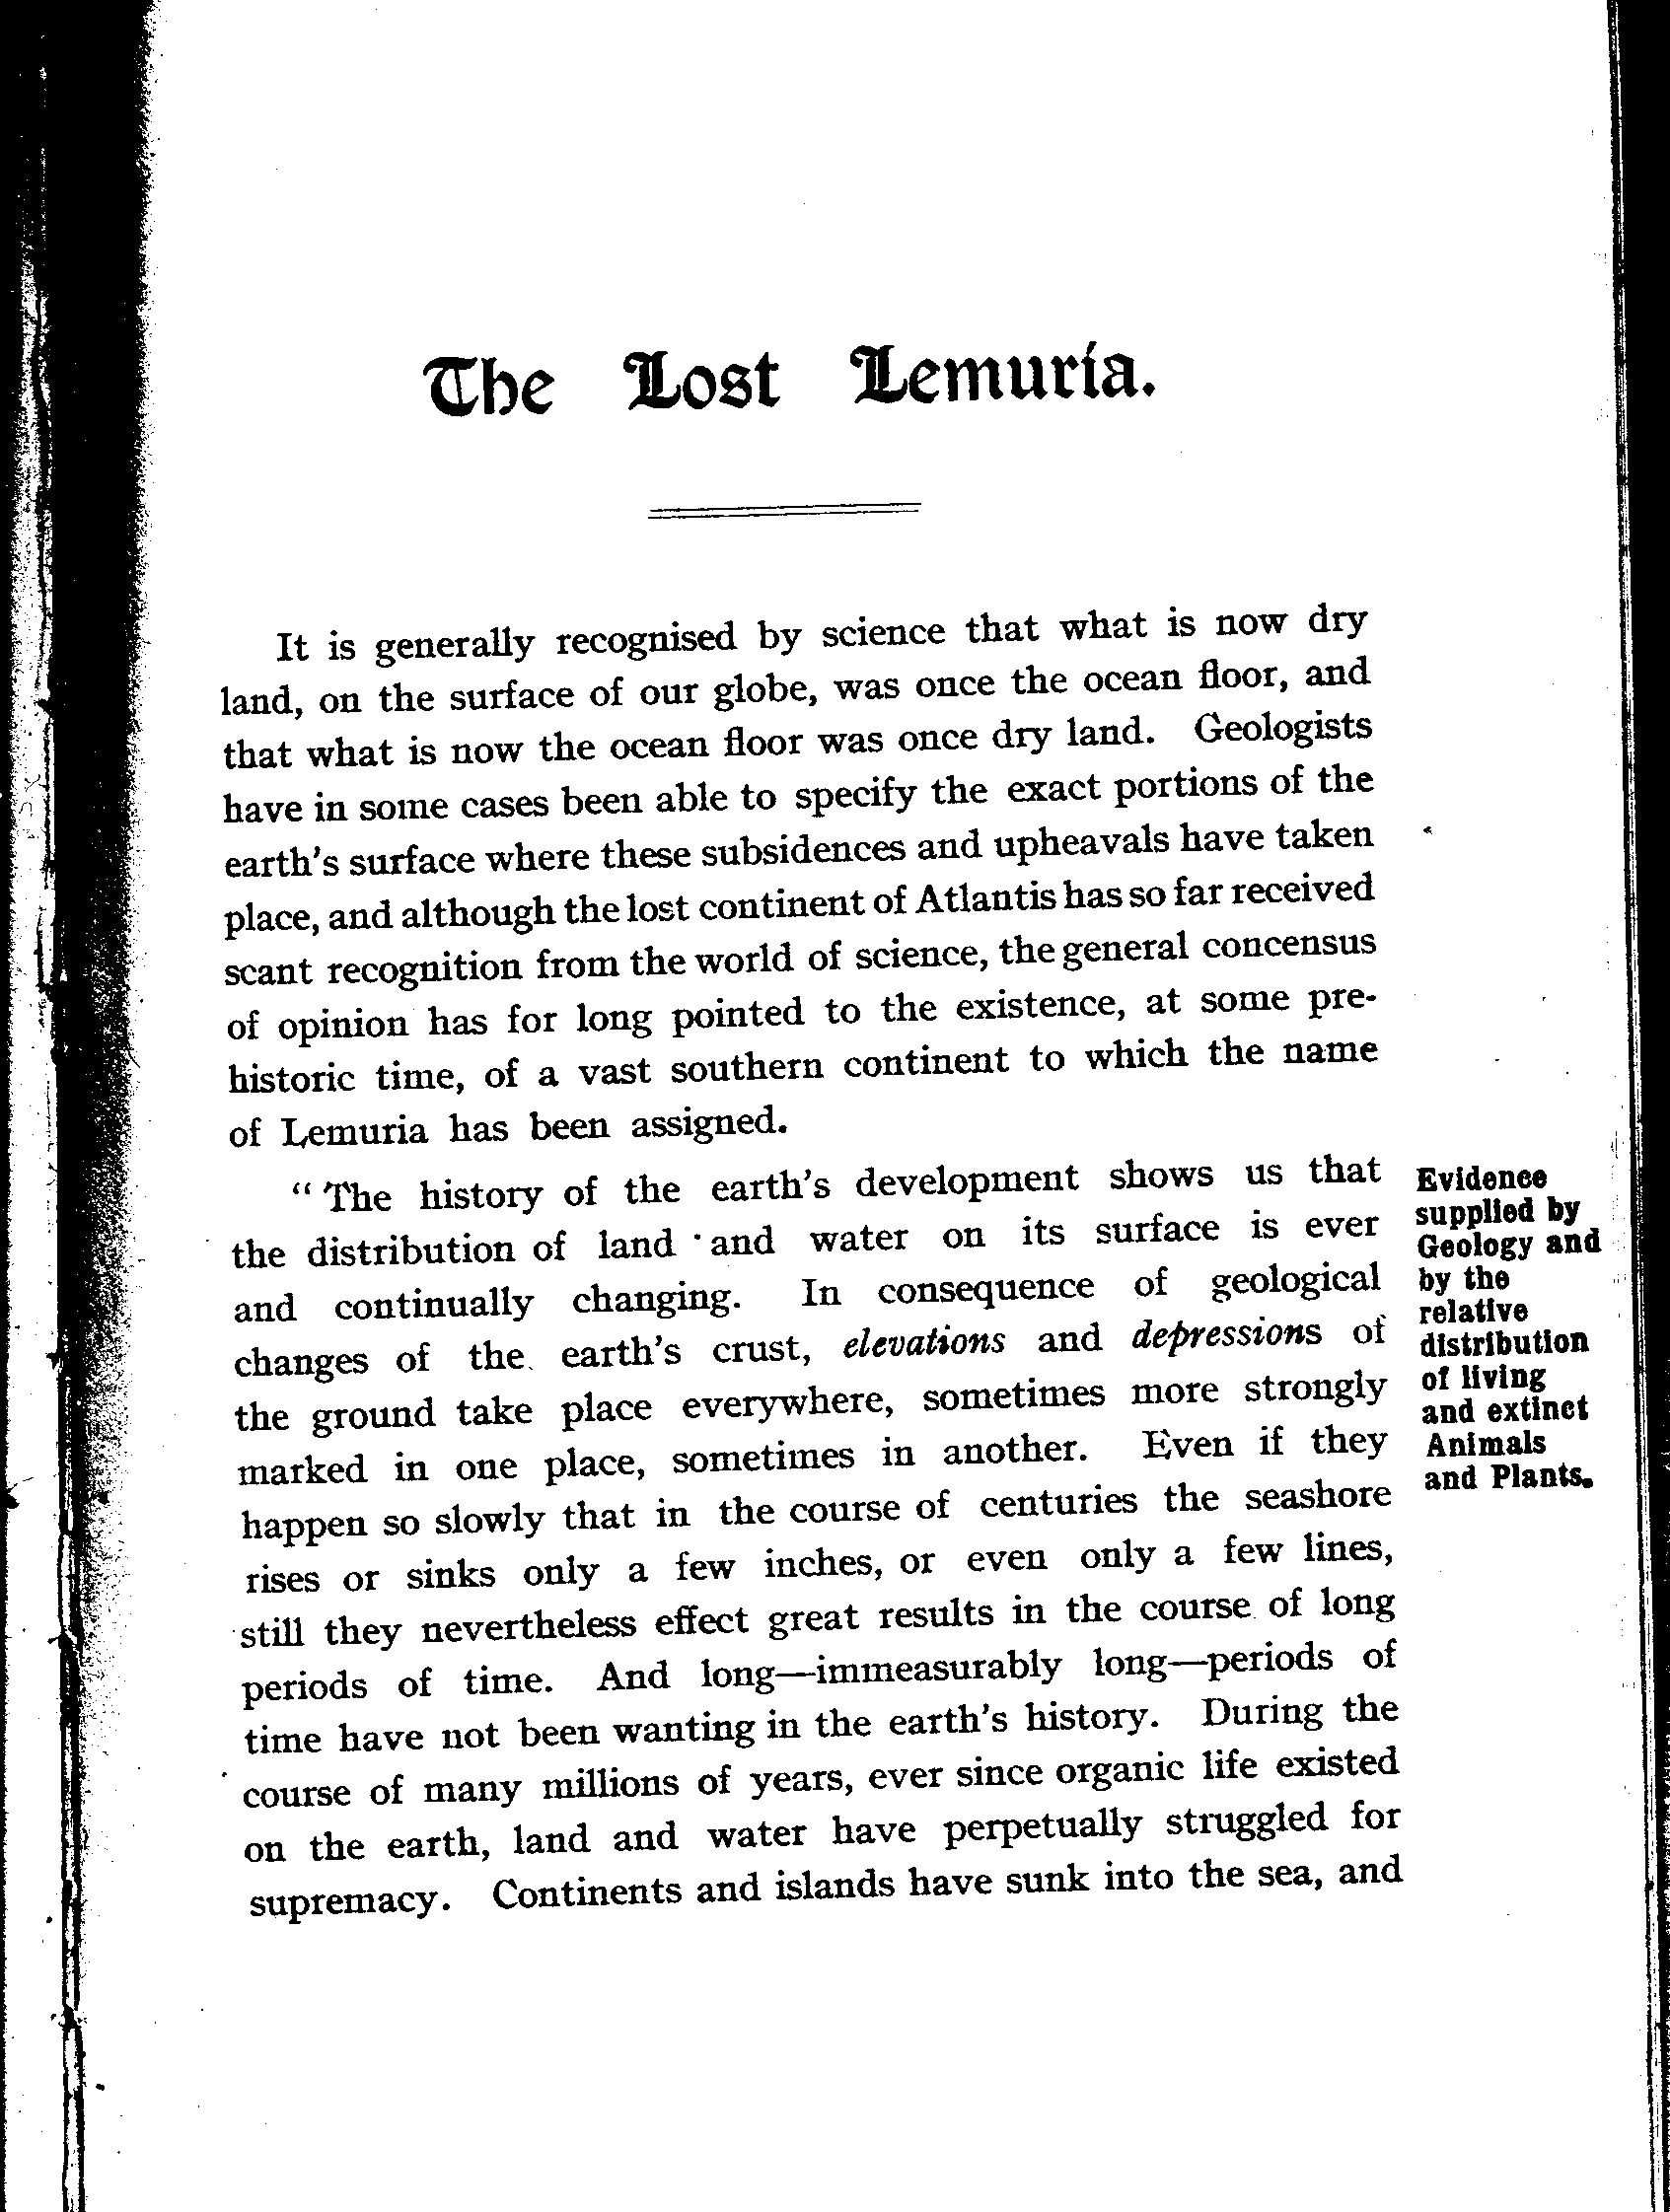 The Lost Lemuria.
It is generally recognised by science that what is now dry
land, on the surface of our globe, was once the ocean floor, and
that what is now the ocean floor was once dry land. Geologists
have in some cases been able to specify the exact portions of the
earth's surface where these subsidences and upheavals have taken
place, and although the lost continent of Atlantis has so far received
scant recognition from the world of science, the general concensus
of opinion has for long pointed to the existence, at some pre-
historic time, of a vast southern continent to which the name
of Lemuria has been assigned.
"The history of the earth's development shows us that
the distribution of land and water on its surface is ever
and continually changing. In consequence of geological
changes of the earth's crust, elevations and depressions of
the ground take place everywhere, sometimes more strongly
marked in one place, sometimes in another. Even if they
happen so slowly that in the course of centuries the seashore
rises or sinks only a few inches, or even only a few lines,
still they nevertheless effect great results in the course of long
periods of time. And long—immeasurably long—periods of
time have not been wanting in the earth's history. During the
course of many millions of years, ever since organic life existed
on the earth, land and water have perpetually struggled for
supremacy. Continents and islands have sunk into the sea, and
Evidence
supplied by
Geology and
by the
relative
distribution
of living
and extinct
Animals
and Plants.